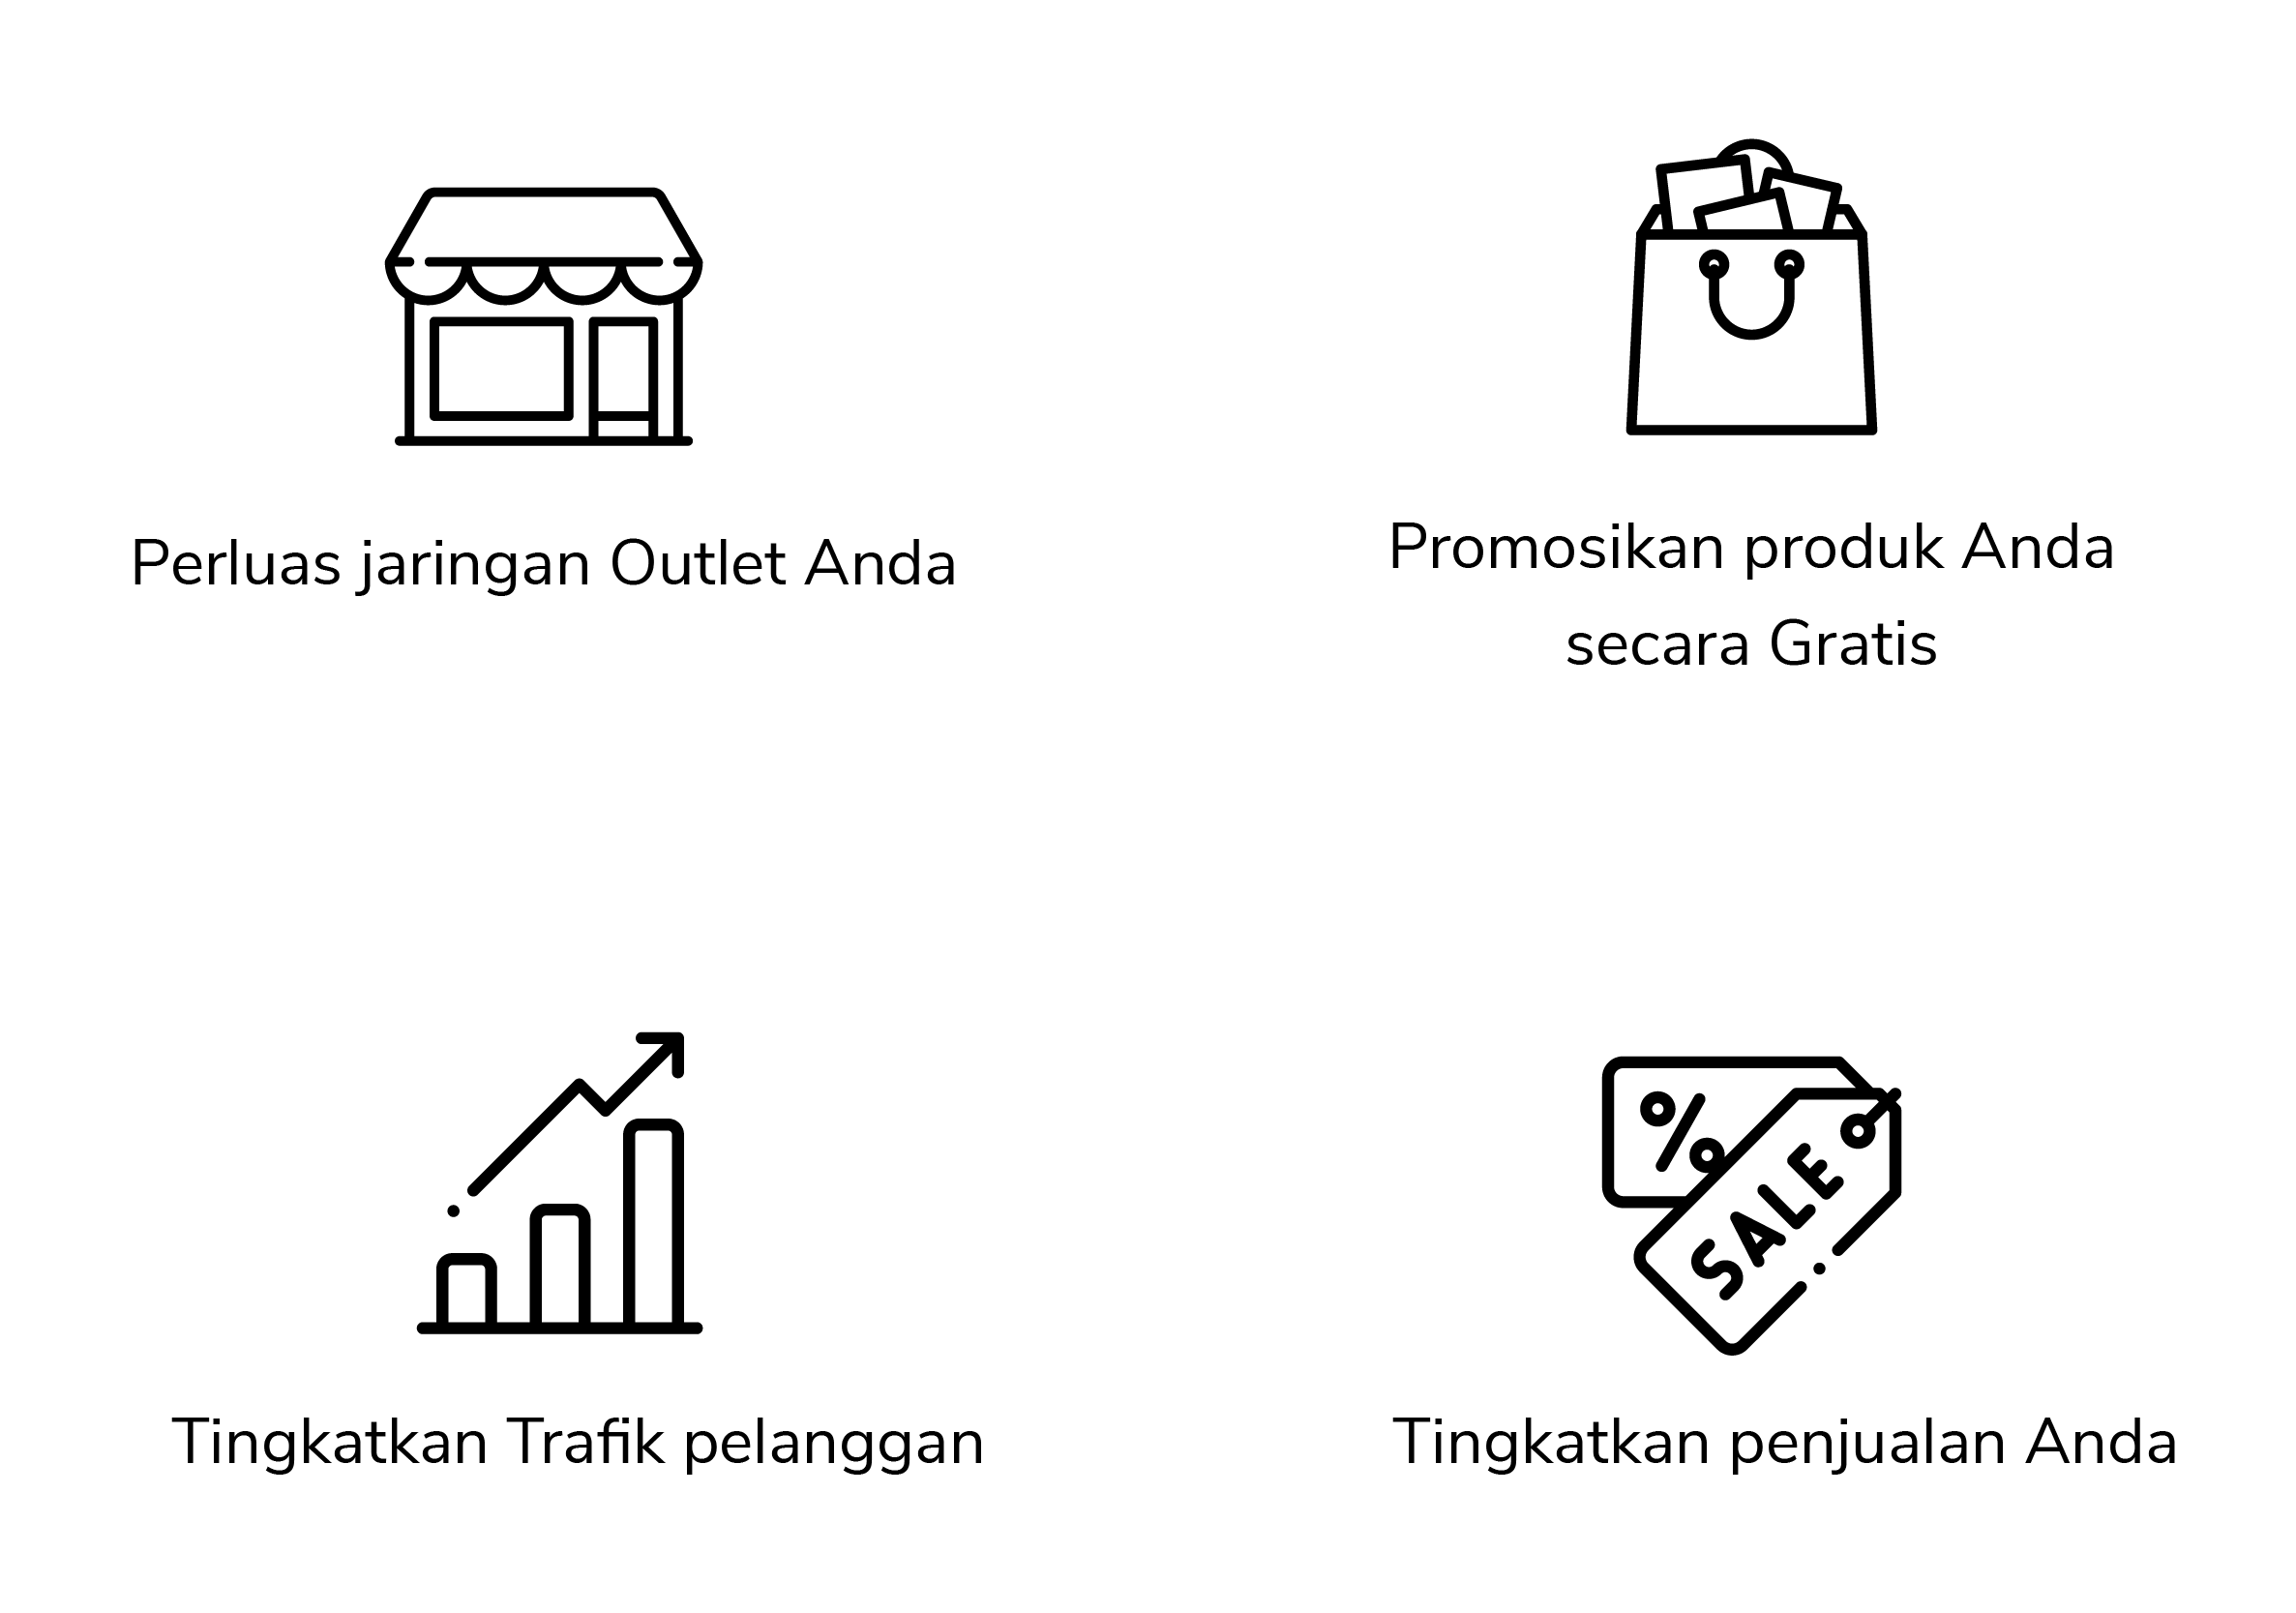 Perluas jaringan Outlet Anda
Promosikan produk Anda
secara Gratis
%
SALE
Tingkatkan Trafik pelanggan
Tingkatkan penjualan Anda